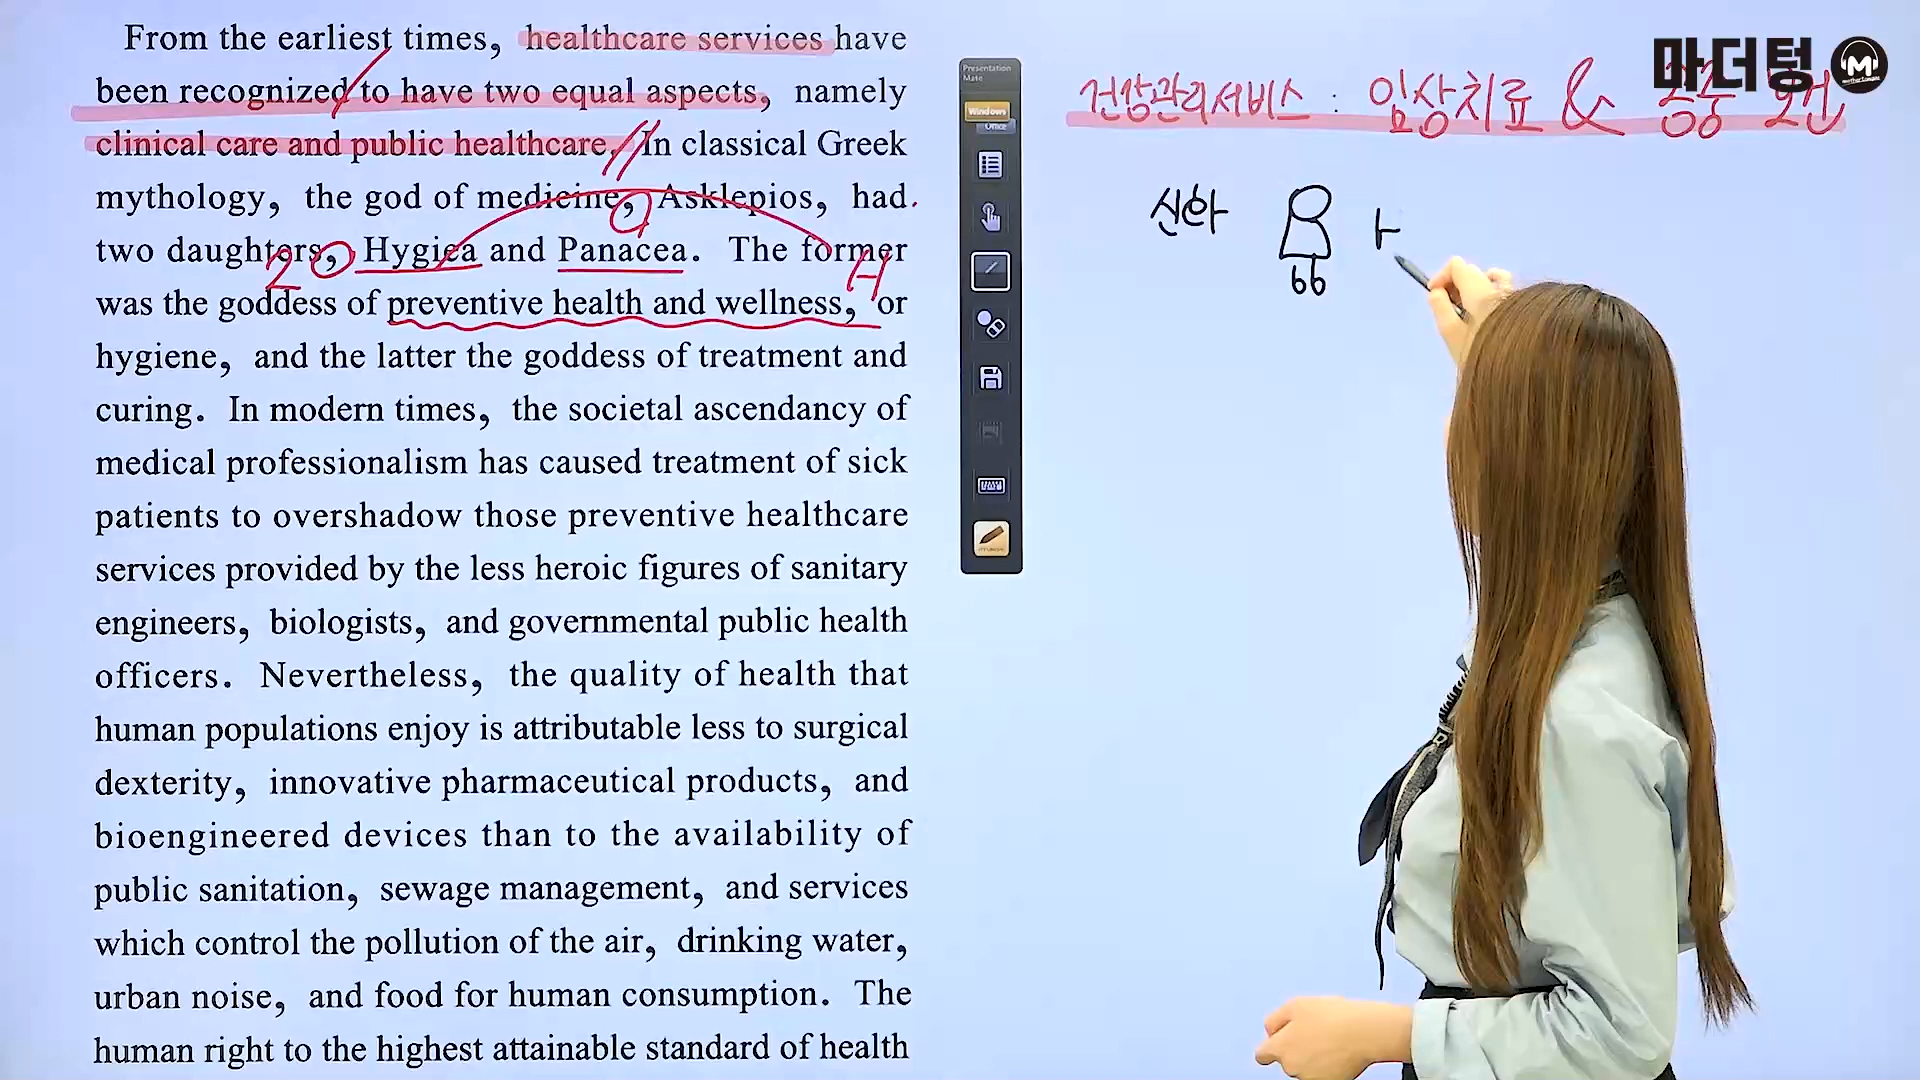 From the earliest times, healthcare services have
been recognized to have two equal aspects, namely
clinical care and public healthcare. In classical Greek
mythology, the god of medicine, Asklepios, had
two daughters, Hygiea and Panacea. The former
was the goddess of preventive health and wellness, or
hygiene, and the latter the goddess of treatment and
curing. In modern times, the societal ascendancy of
medical professionalism has caused treatment of sick
patients to overshadow those preventive healthcare
services provided by the less heroic figures of sanitary
engineers, biologists, and governmental public health
officers. Nevertheless, the quality of health that
human populations enjoy is attributable less to surgical
dexterity, innovative pharmaceutical products, and
bioengineered devices than to the availability of
public sanitation, sewage management, and services
which control the pollution of the air, drinking water,
urban noise, and food for human consumption. The
human right to the highest attainable standard of health
2
H
Presentation
Mate
Windows
Office
마더텅 M
건강관리서비스 : 임상치료 & 공중 보건
신화